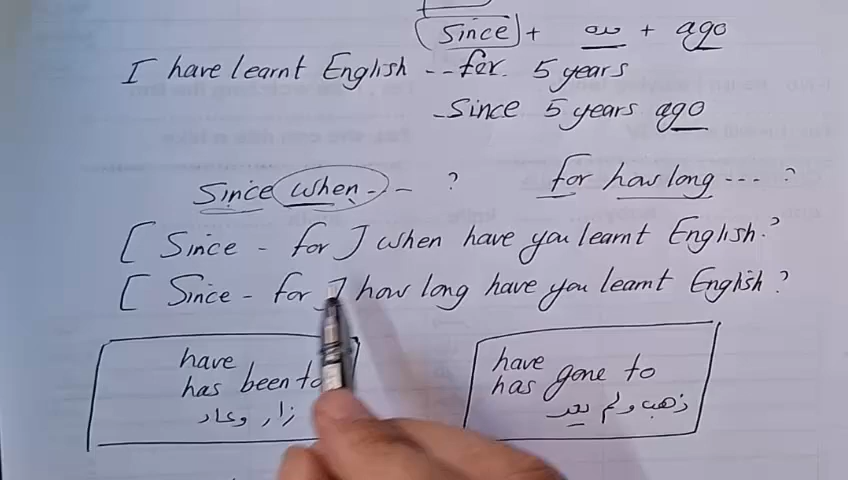 Since + مده + ago
I have learnt English -- for 5 years
- Since 5 years ago
Since when - - ? for how long --- ?
[ Since - for ] when have you learnt English ?
[ Since - for ] how long have you learnt English ?
have
has been to
زار وعاد
have
has gone to
ذهب ولم يعد